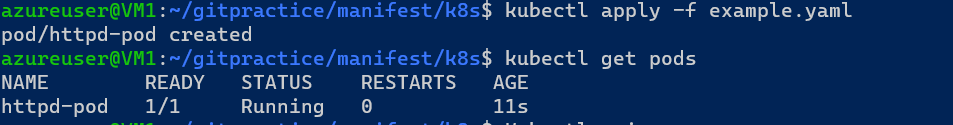 azureuser@VM1:~/gitpractice/manifest/k8s$ kubectl apply -f example.yaml
pod/httpd-pod created
azureuser@VM1:~/gitpractice/manifest/k8s$ kubectl get pods
NAME        READY   STATUS    RESTARTS   AGE
httpd-pod   1/1     Running   0          11s